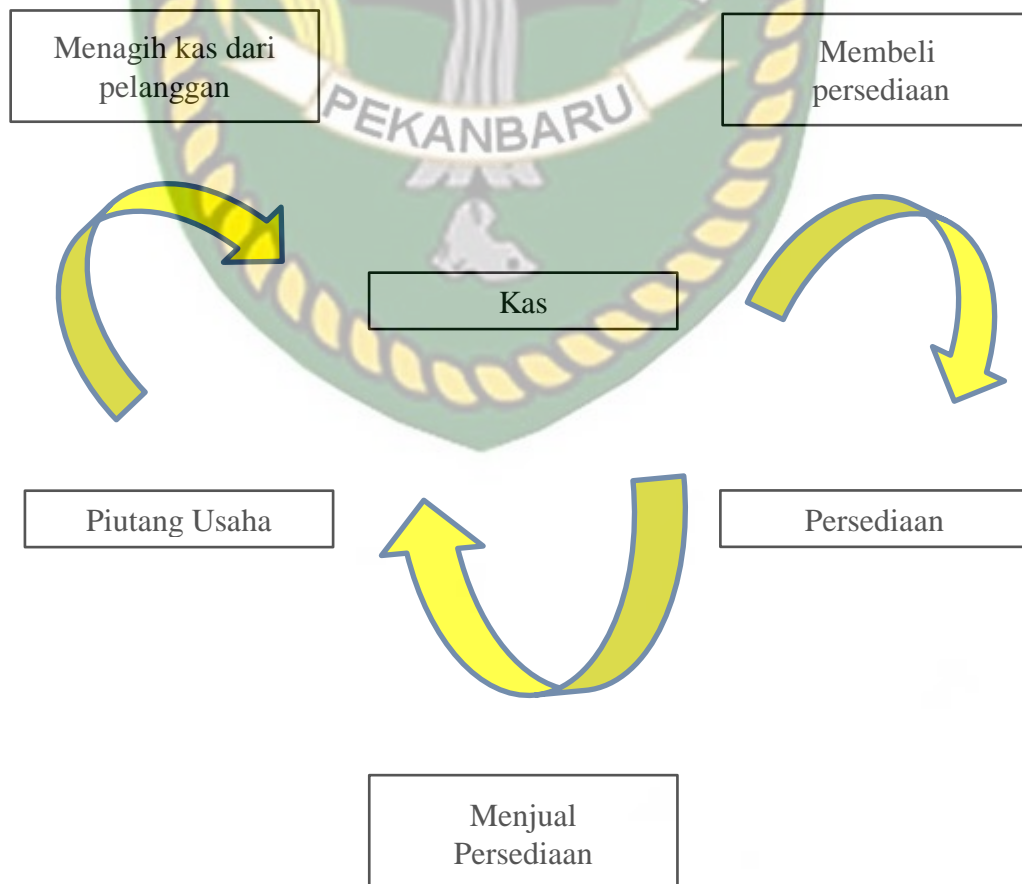 Menagih kas dari
pelanggan
Membeli
persediaan
PEKANBARU
Kas
Piutang Usaha
Persediaan
Menjual
Persediaan